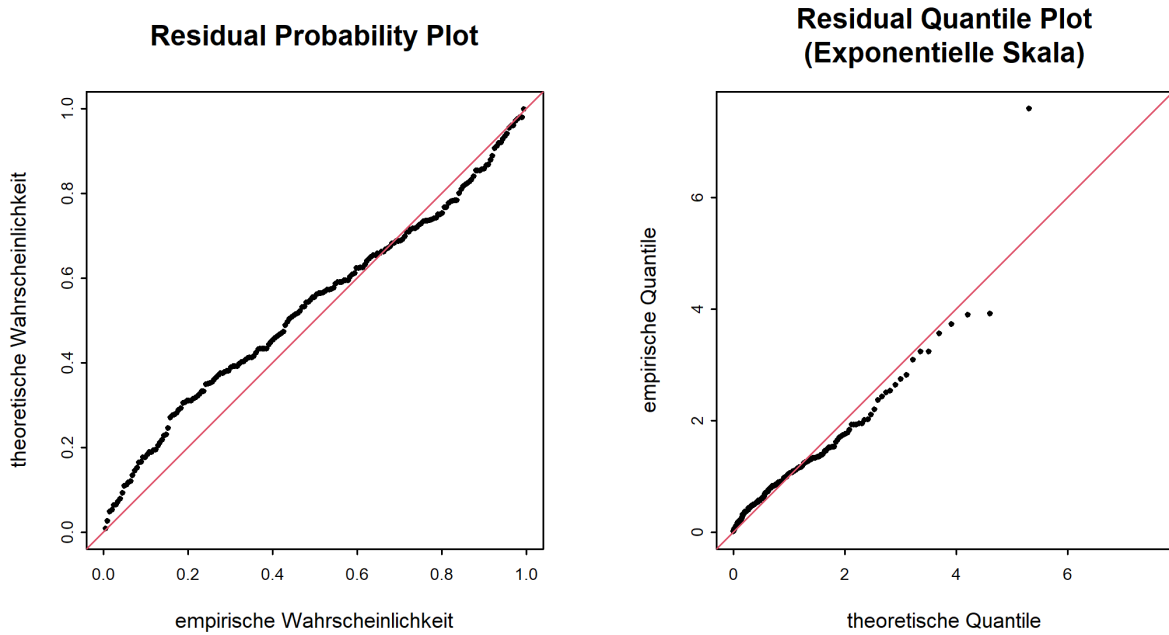 Residual Probability Plot
theoretische Wahrscheinlichkeit
1.0
0.8
0.6
0.4
0.2
0.0
0.0 0.2 0.4 0.6 0.8 1.0
empirische Wahrscheinlichkeit
Residual Quantile Plot
(Exponentielle Skala)
empirische Quantile
6
4
2
0
0 2 4 6
theoretische Quantile